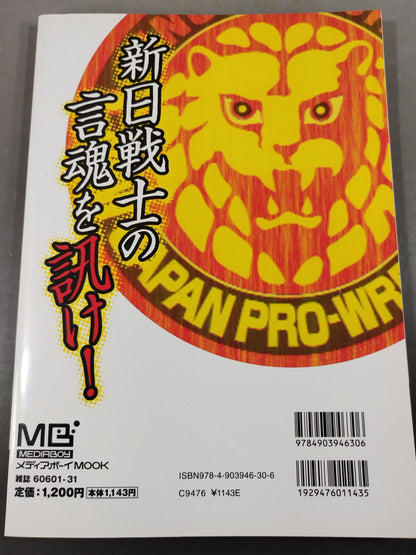 新日戦士の
言魂を
訊け!
JAPAN PRO-WRE
MB
MEDIABOY
メディアボーイMOOK
雑誌 60601-31
定価:1,200円 本体1,143円
ISBN978-4-903946-30-6
C9476 ¥1143E
9784903946306
1929476011435